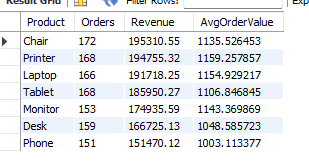 Result Grid Filter Rows: Exp
Product Orders Revenue AvgOrderValue
Chair 172 195310.55 1135.526453
Printer 168 194755.32 1159.257857
Laptop 166 191718.25 1154.929217
Tablet 168 185950.27 1106.846845
Monitor 153 174935.59 1143.369869
Desk 159 166725.13 1048.585723
Phone 151 151470.12 1003.113377